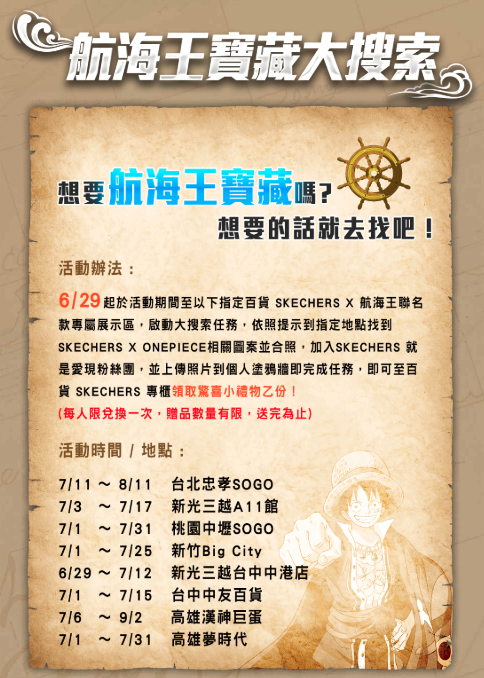 航海王寶藏大搜索
想要航海王寶藏嗎?
想要的話就去找吧！
活動辦法：
6/29起於活動期間至以下指定百貨 SKECHERS X 航海王聯名
款專屬展示區，啟動大搜索任務，依照提示到指定地點找到
SKECHERS X ONEPIECE相關圖案並合照，加入SKECHERS 就
是愛現粉絲團，並上傳照片到個人塗鴉牆即完成任務，即可至百
貨 SKECHERS 專櫃領取驚喜小禮物乙份！
(每人限兌換一次，贈品數量有限，送完為止)
活動時間 / 地點：
7/11 ～ 8/11 台北忠孝SOGO
7/3 ～ 7/17 新光三越A11館
7/1 ～ 7/31 桃園中壢SOGO
7/1 ～ 7/25 新竹Big City
6/29 ～ 7/12 新光三越台中中港店
7/1 ～ 7/15 台中中友百貨
7/6 ～ 9/2 高雄漢神巨蛋
7/1 ～ 7/31 高雄夢時代